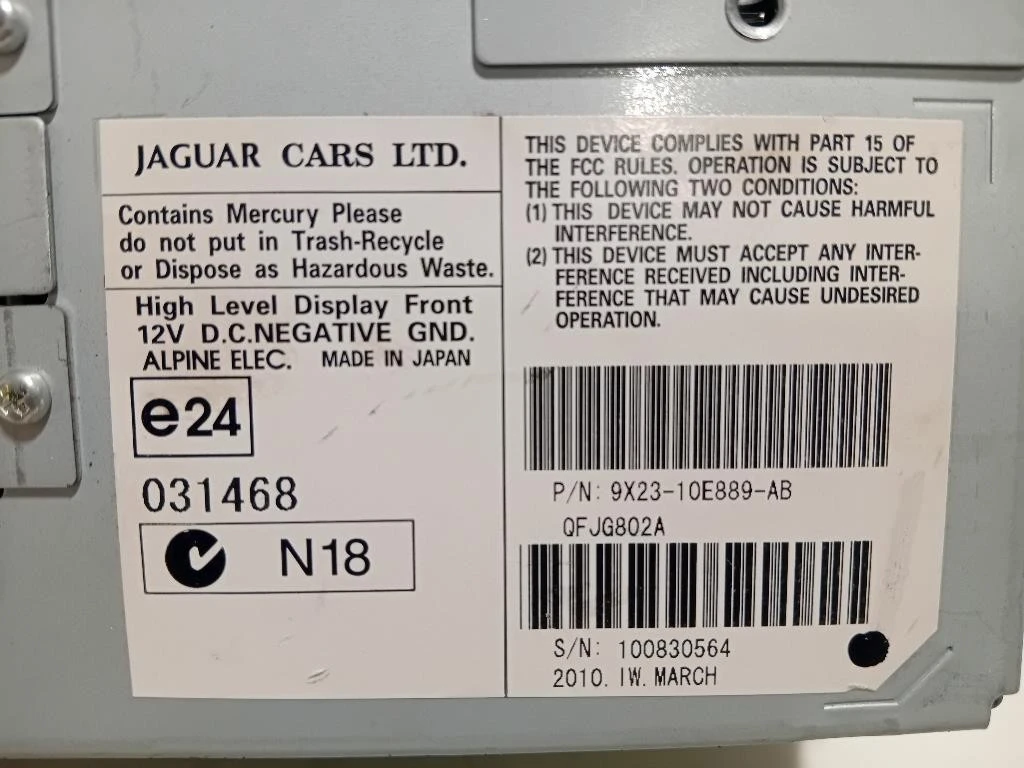 JAGUAR CARS LTD.
Contains Mercury Please
do not put in Trash-Recycle
or Dispose as Hazardous Waste.
High Level Display Front
12V D.C.NEGATIVE GND.
ALPINE ELEC. MADE IN JAPAN
e24
031468
N18
THIS DEVICE COMPLIES WITH PART 15 OF
THE FCC RULES. OPERATION IS SUBJECT TO
THE FOLLOWING TWO CONDITIONS:
(1) THIS DEVICE MAY NOT CAUSE HARMFUL
INTERFERENCE.
(2) THIS DEVICE MUST ACCEPT ANY INTER-
FERENCE RECEIVED INCLUDING INTER-
FERENCE THAT MAY CAUSE UNDESIRED
OPERATION.
P/N: 9X23-10E889-AB
QFJG802A
S/N: 100830564
2010. IW. MARCH